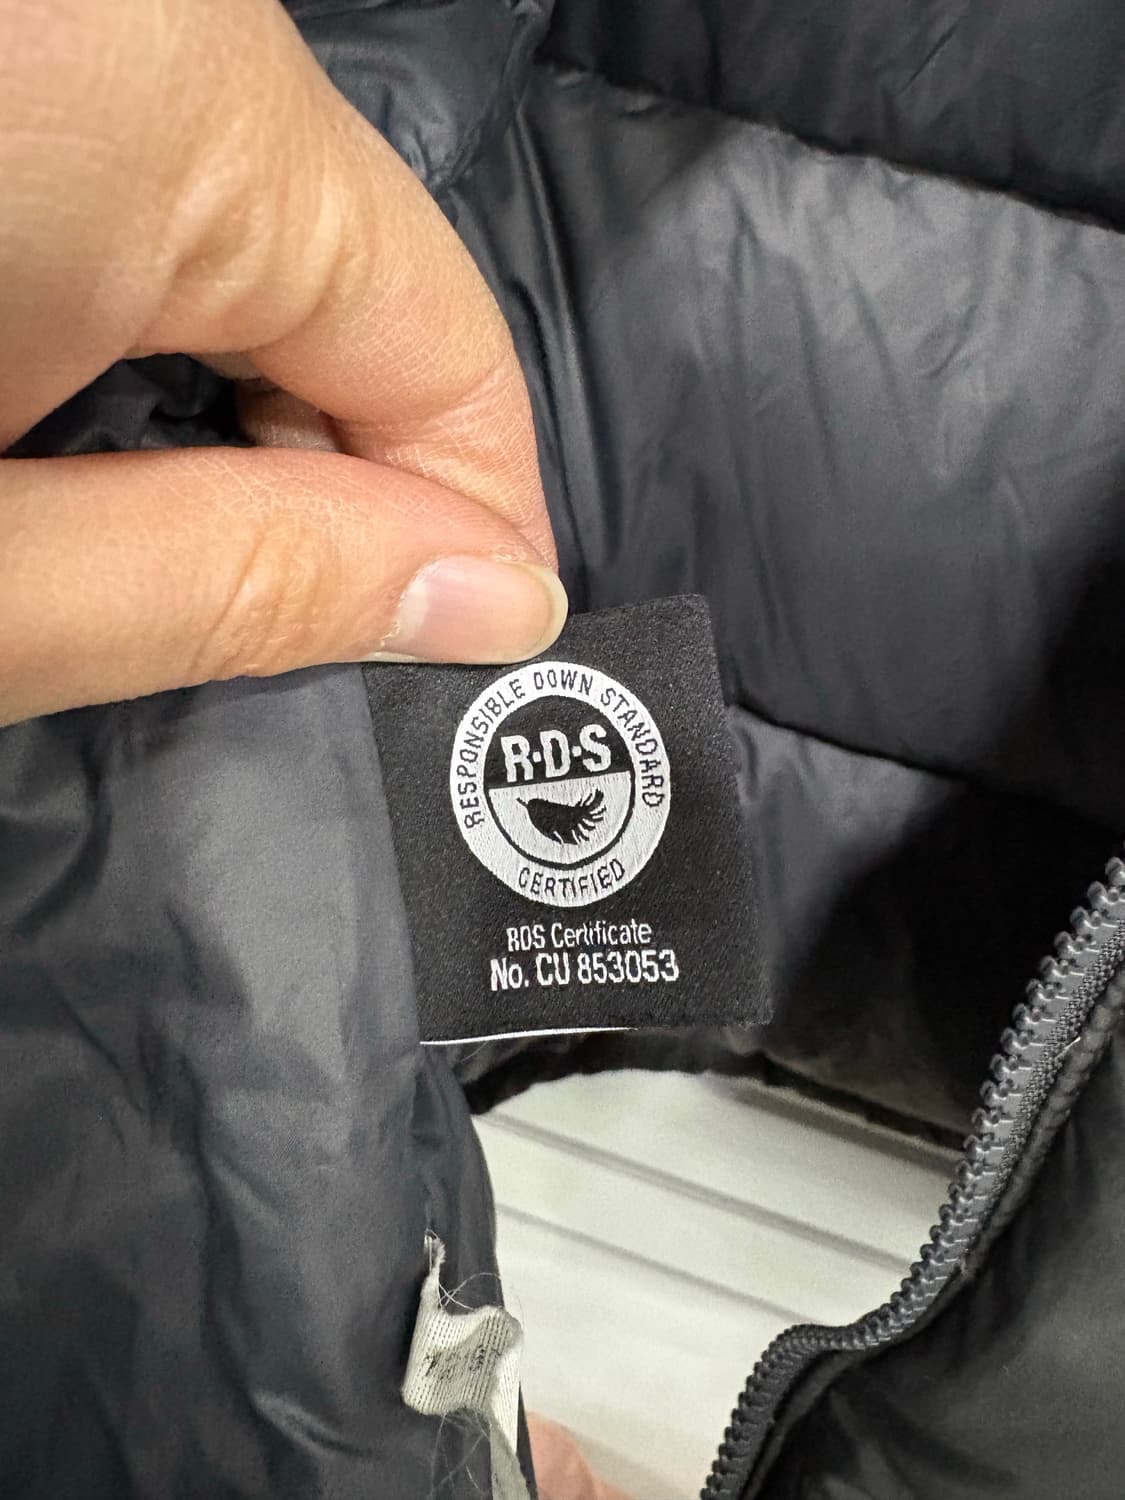 RESPONSIBLE DOWN STANDARD
R·D·S
CERTIFIED
RDS Certificate
No. CU 853053